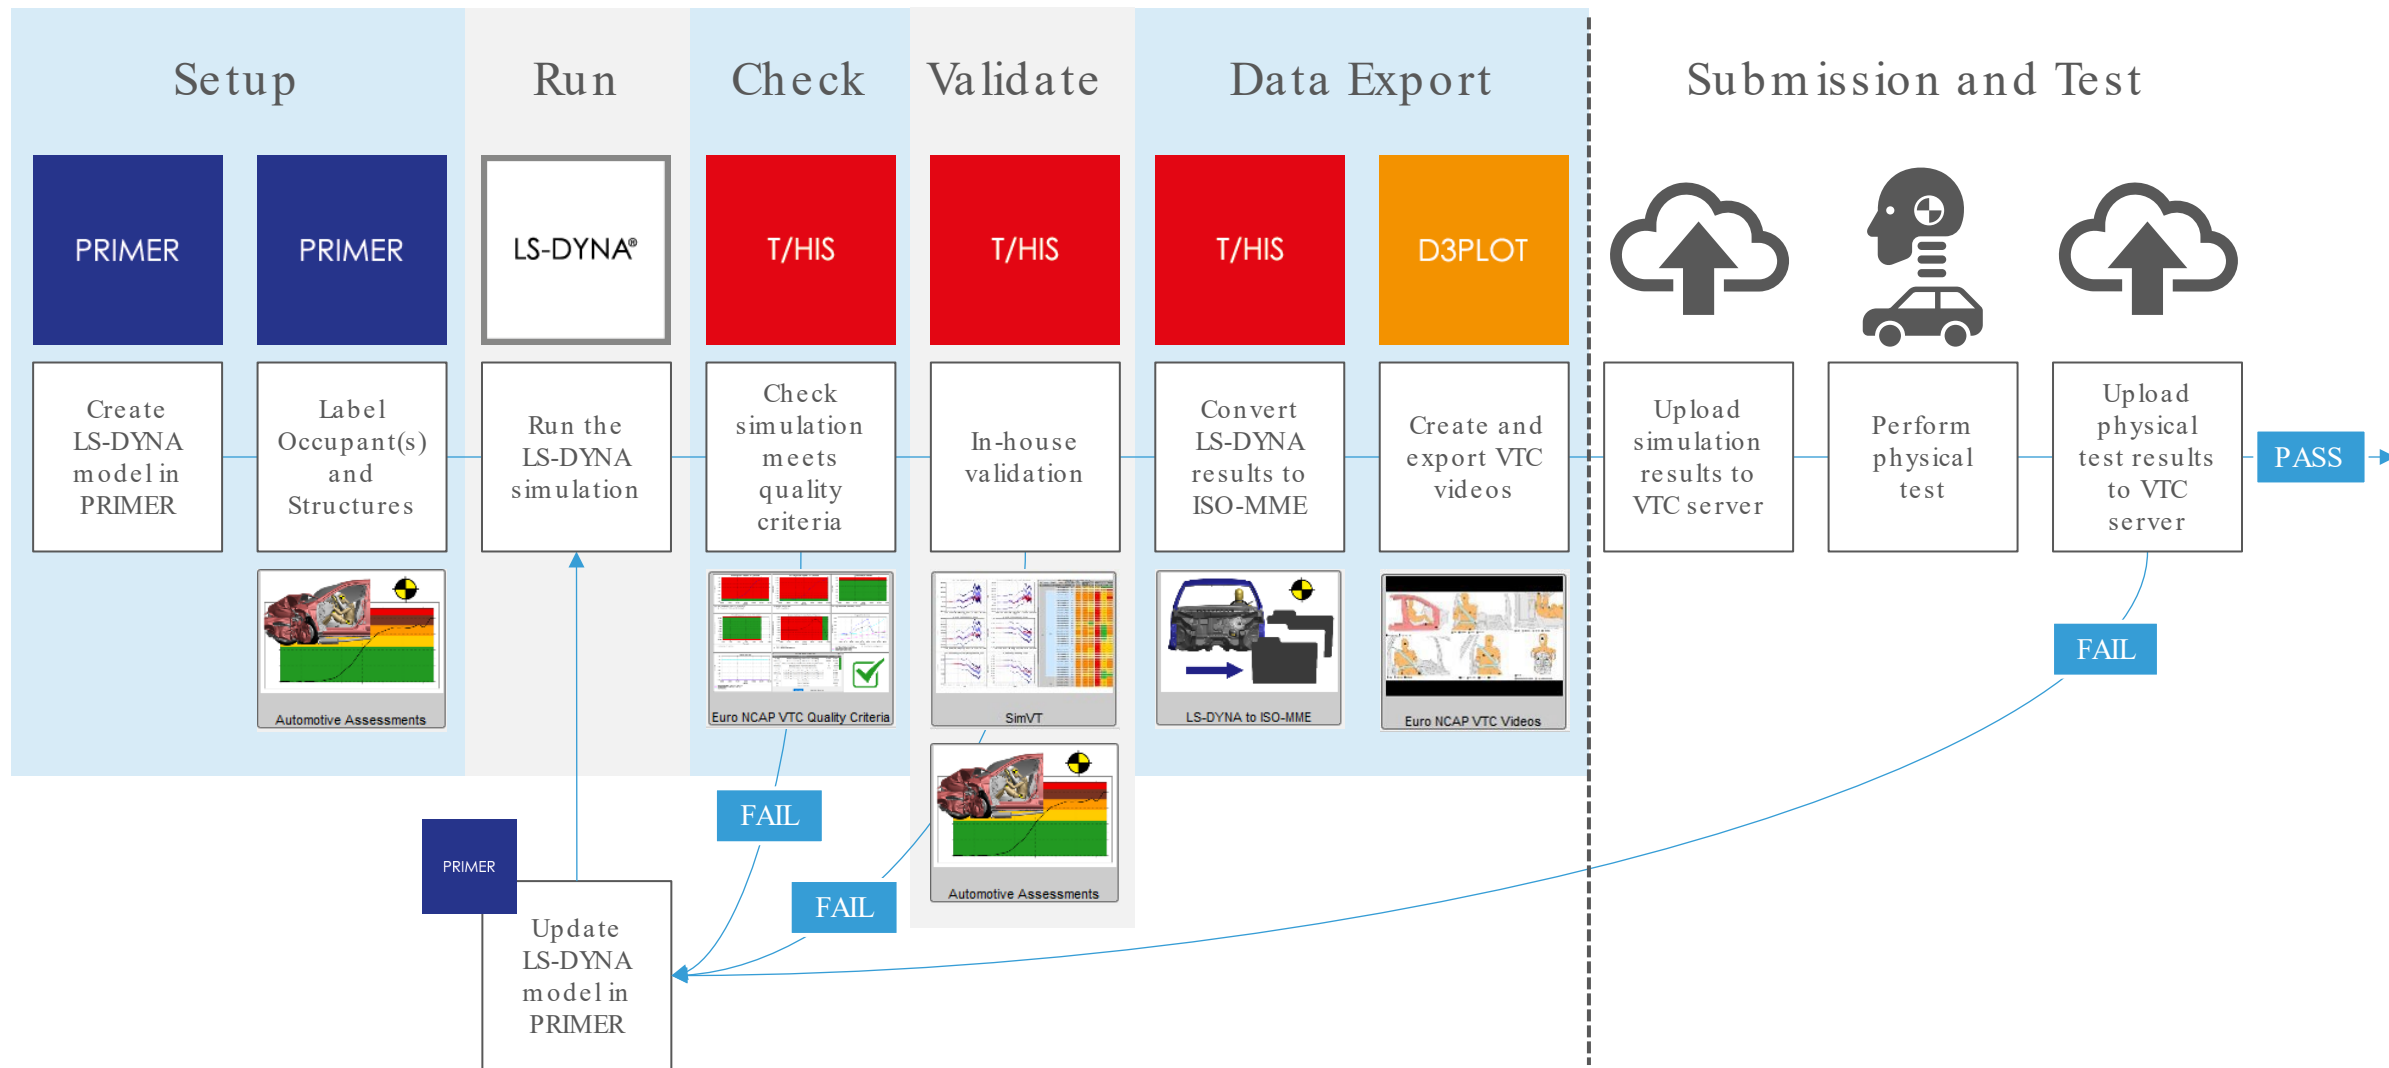 Setup
Run
Check
Validate
Data Export
Submission and Test
PRIMER
PRIMER
LS-DYNA®
T/HIS
T/HIS
T/HIS
D3PLOT
Create
LS-DYNA
model in
PRIMER
Label
Occupant(s)
and
Structures
Run the
LS-DYNA
simulation
Check
simulation
meets
quality
criteria
In-house
validation
Convert
LS-DYNA
results to
ISO-MME
Create and
export VTC
videos
Upload
simulation
results to
VTC server
Perform
physical
test
Upload
physical
test results
to VTC
server
PASS
Automotive Assessments
Euro NCAP VTC Quality Criteria
SimVT
LS-DYNA to ISO-MME
Euro NCAP VTC Videos
FAIL
Automotive Assessments
FAIL
FAIL
PRIMER
Update
LS-DYNA
model in
PRIMER